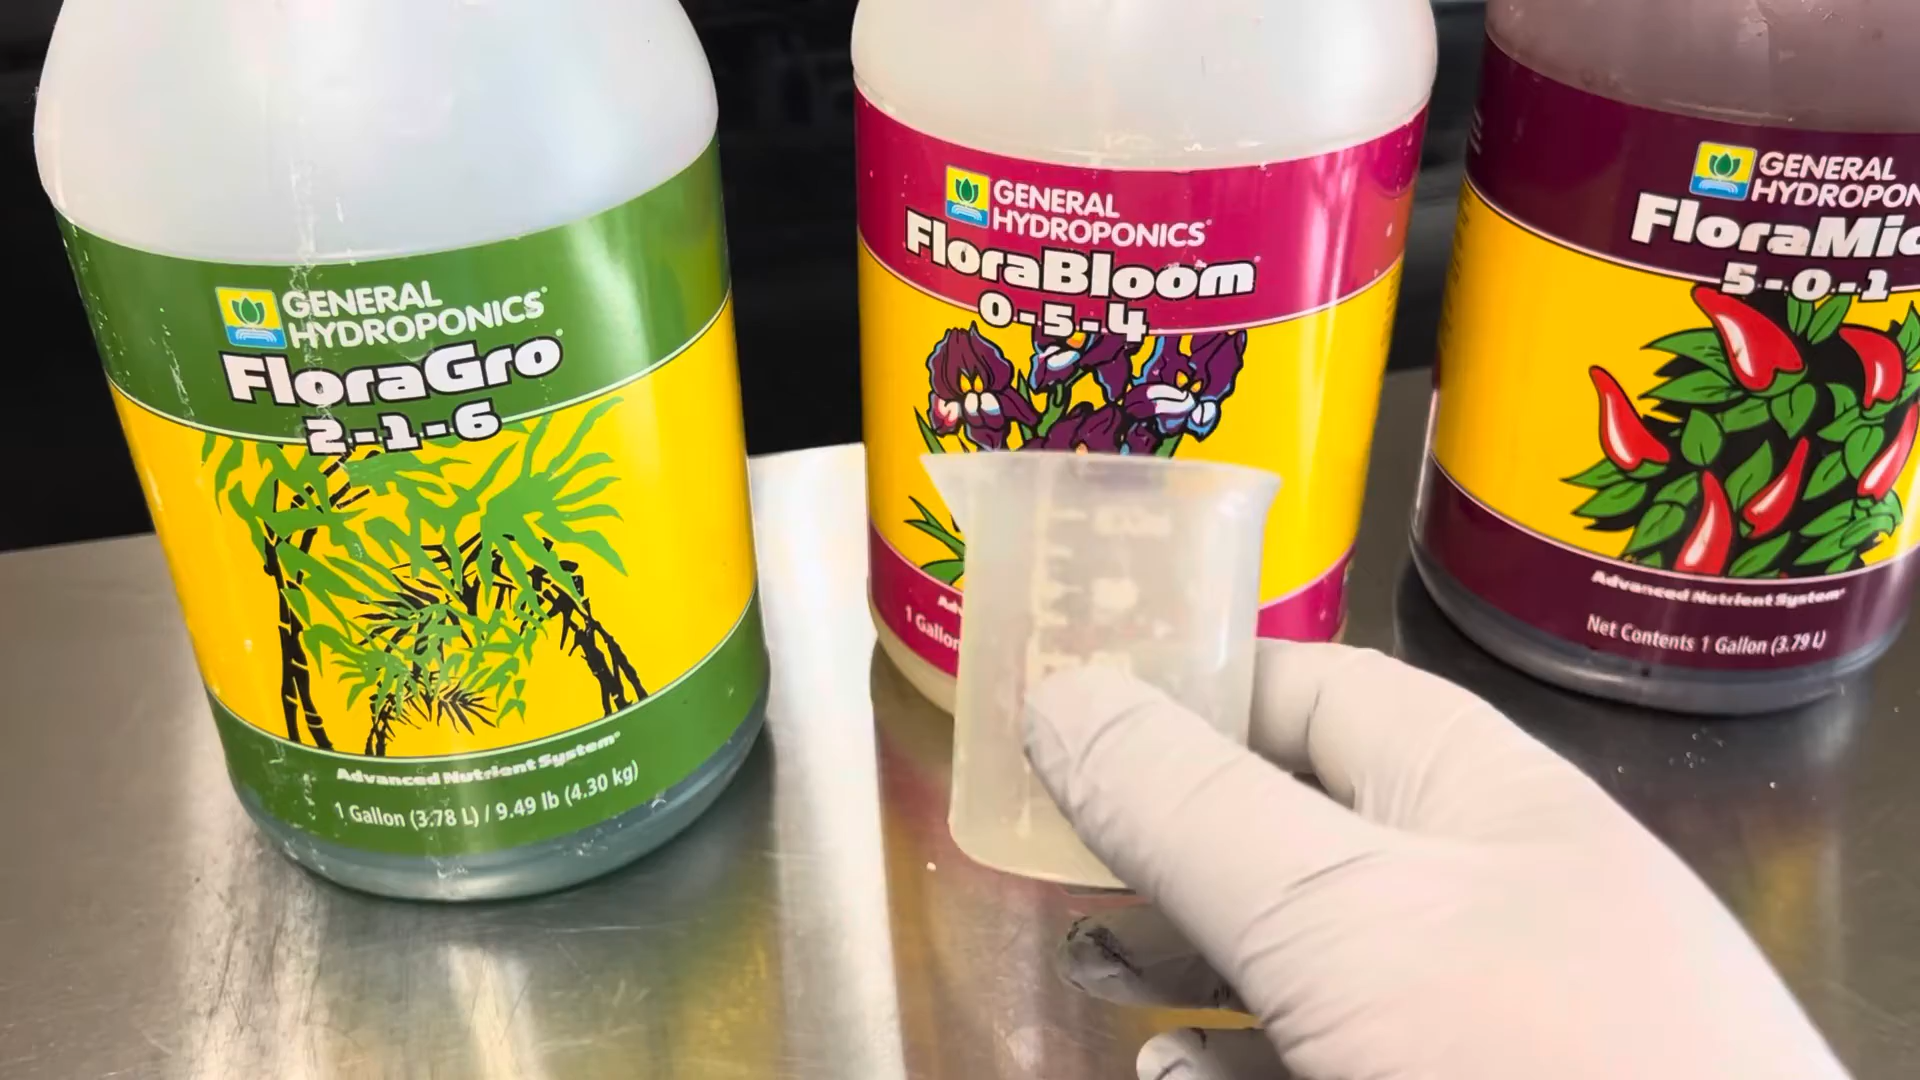 GENERAL
HYDROPONICS
FloraGro
2-1-6
Advanced Nutrient System
1 Gallon (3.78 L) / 9.49 lb (4.30 kg)
GENERAL
HYDROPONICS
FloraBloom
0-5-4
1 Gallon
GENERAL
HYDROPON
FloraMic
5-0-1
Advanced Nutrient System
Net Contents 1 Gallon (3.79 L)